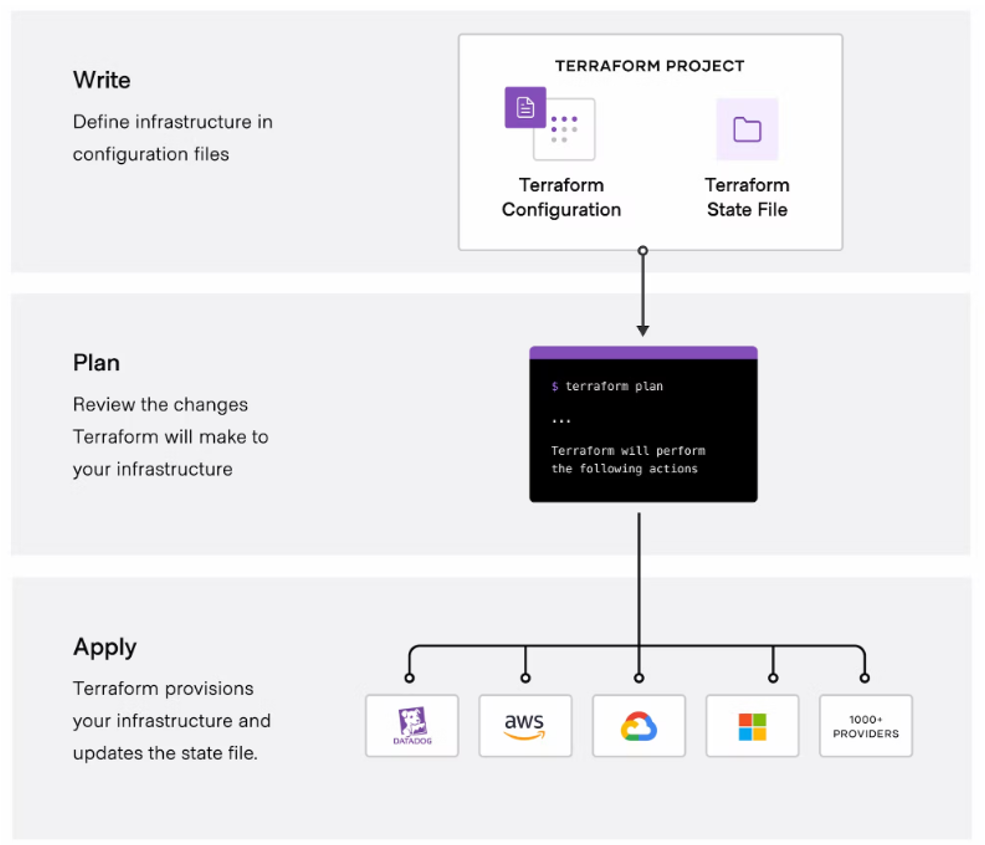 Write
Define infrastructure in
configuration files
TERRAFORM PROJECT
Terraform
Configuration
Terraform
State File
Plan
Review the changes
Terraform will make to
your infrastructure
$ terraform plan
...
Terraform will perform
the following actions
Apply
Terraform provisions
your infrastructure and
updates the state file.
DATADOG
aws
1000+
PROVIDERS